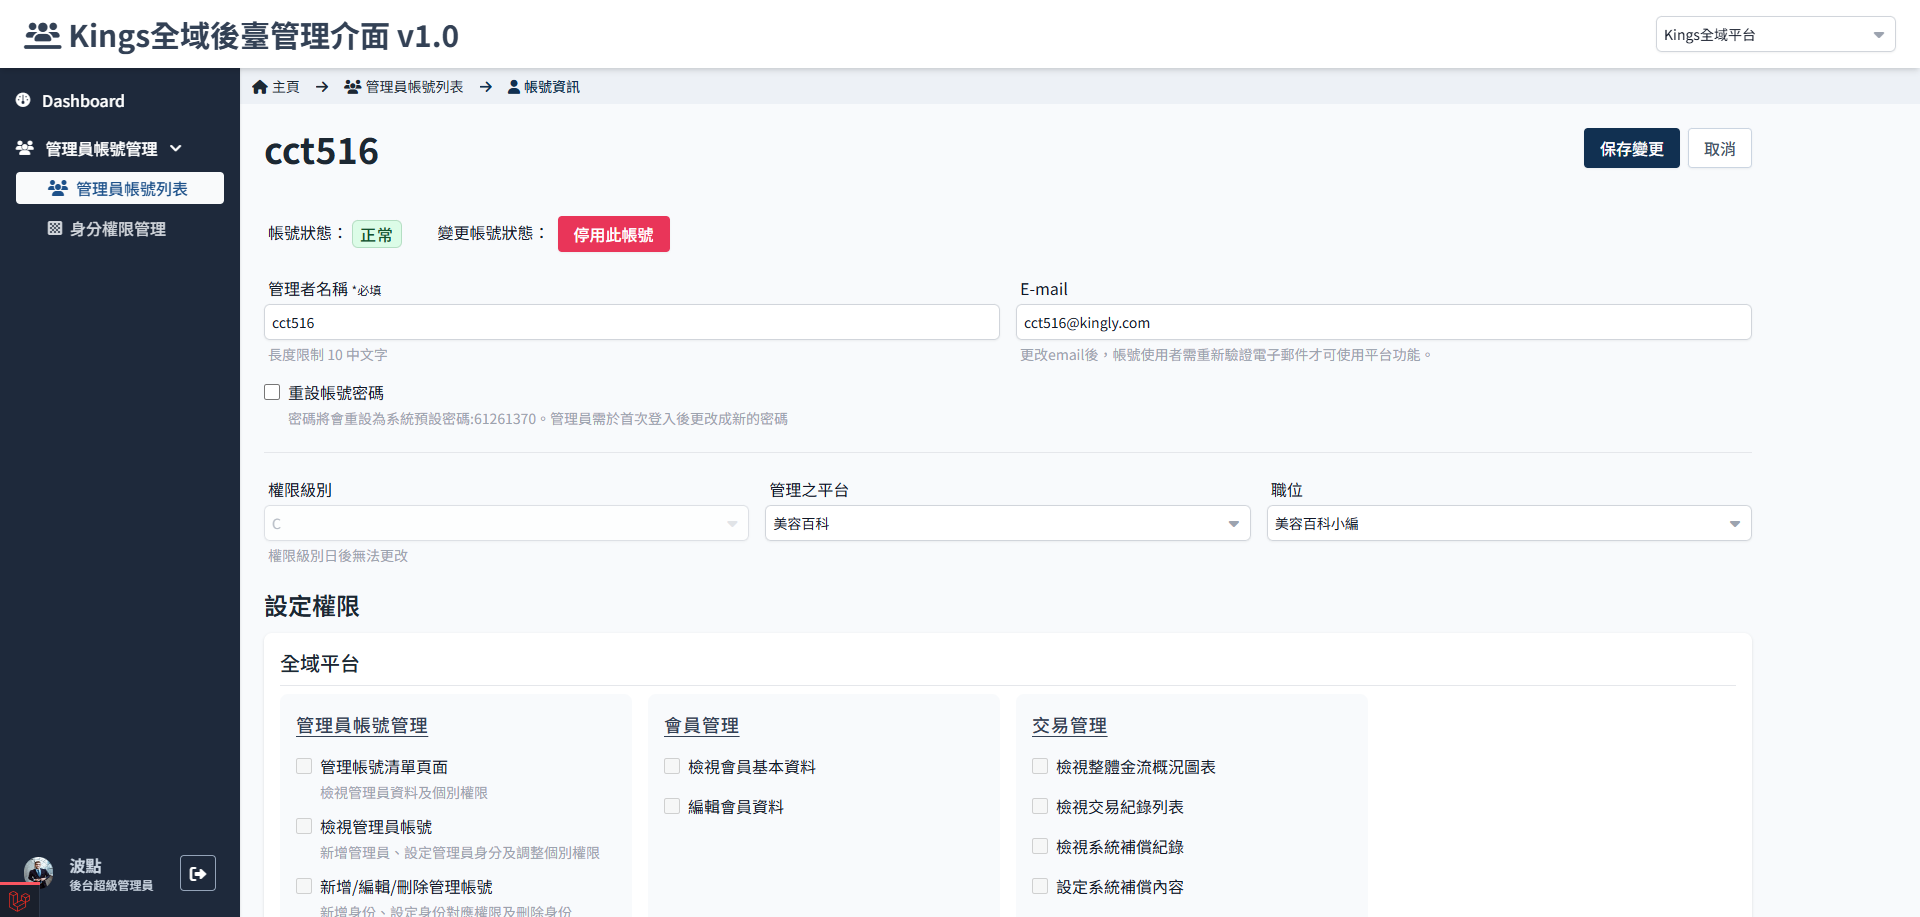 Kings全域後臺管理介面 v1.0
Kings全域平台
Dashboard
管理員帳號管理
管理員帳號列表
身分權限管理
波點
後台超級管理員
主頁 → 管理員帳號列表 → 帳號資訊
cct516
保存變更
取消
帳號狀態：
正常
變更帳號狀態：
停用此帳號
管理者名稱 *必填
cct516
長度限制 10 中文字
E-mail
cct516@kingly.com
更改email後，帳號使用者需重新驗證電子郵件才可使用平台功能。
重設帳號密碼
密碼將會重設為系統預設密碼:61261370。管理員需於首次登入後更改成新的密碼
權限級別
C
權限級別日後無法更改
管理之平台
美容百科
職位
美容百科小編
設定權限
全域平台
管理員帳號管理
管理帳號清單頁面
檢視管理員資料及個別權限
檢視管理員帳號
新增管理員、設定管理員身分及調整個別權限
新增/編輯/刪除管理帳號
新增身份、設定身份對應權限及刪除身份
會員管理
檢視會員基本資料
編輯會員資料
交易管理
檢視整體金流概況圖表
檢視交易紀錄列表
檢視系統補償紀錄
設定系統補償內容